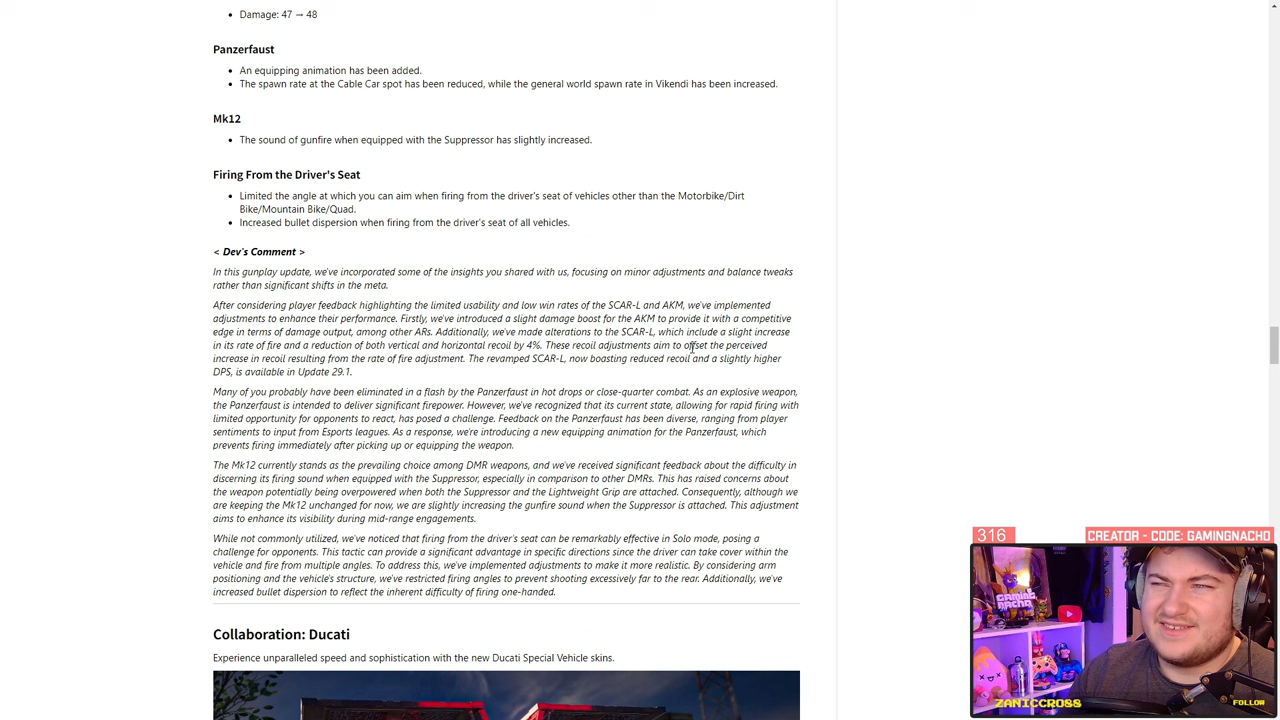 Damage: 47 → 48
Panzerfaust
An equipping animation has been added.
The spawn rate at the Cable Car spot has been reduced, while the general world spawn rate in Vikendi has been increased.
Mk12
The sound of gunfire when equipped with the Suppressor has slightly increased.
Firing From the Driver's Seat
Limited the angle at which you can aim when firing from the driver's seat of vehicles other than the Motorbike/Dirt
Bike/Mountain Bike/Quad.
Increased bullet dispersion when firing from the driver's seat of all vehicles.
< Dev's Comment >
In this gunplay update, we've incorporated some of the insights you shared with us, focusing on minor adjustments and balance tweaks
rather than significant shifts in the meta.
After considering player feedback highlighting the limited usability and low win rates of the SCAR-L and AKM, we've implemented
adjustments to enhance their performance. Firstly, we've introduced a slight damage boost for the AKM to provide it with a competitive
edge in terms of damage output, among other ARs. Additionally, we've made alterations to the SCAR-L, which include a slight increase
in its rate of fire and a reduction of both vertical and horizontal recoil by 4%. These recoil adjustments aim to offset the perceived
increase in recoil resulting from the rate of fire adjustment. The revamped SCAR-L, now boasting reduced recoil and a slightly higher
DPS, is available in Update 29.1.
Many of you probably have been eliminated in a flash by the Panzerfaust in hot drops or close-quarter combat. As an explosive weapon,
the Panzerfaust is intended to deliver significant firepower. However, we've recognized that its current state, allowing for rapid firing with
limited opportunity for opponents to react, has posed a challenge. Feedback on the Panzerfaust has been diverse, ranging from player
sentiments to input from Esports leagues. As a response, we're introducing a new equipping animation for the Panzerfaust, which
prevents firing immediately after picking up or equipping the weapon.
The Mk12 currently stands as the prevailing choice among DMR weapons, and we've received significant feedback about the difficulty in
discerning its firing sound when equipped with the Suppressor, especially in comparison to other DMRs. This has raised concerns about
the weapon potentially being overpowered when both the Suppressor and the Lightweight Grip are attached. Consequently, although we
are keeping the Mk12 unchanged for now, we are slightly increasing the gunfire sound when the Suppressor is attached. This adjustment
aims to enhance its visibility during mid-range engagements.
While not commonly utilized, we've noticed that firing from the driver's seat can be remarkably effective in Solo mode, posing a
challenge for opponents. This tactic can provide a significant advantage in specific directions since the driver can take cover within the
vehicle and fire from multiple angles. To address this, we've implemented adjustments to make it more realistic. By considering arm
positioning and the vehicle's structure, we've restricted firing angles to prevent shooting excessively far to the rear. Additionally, we've
increased bullet dispersion to reflect the inherent difficulty of firing one-handed.
Collaboration: Ducati
Experience unparalleled speed and sophistication with the new Ducati Special Vehicle skins.
316
CREATOR - CODE: GAMINGNACHO
GAMING
NACHO
ZANICCROSS
FOLLOW